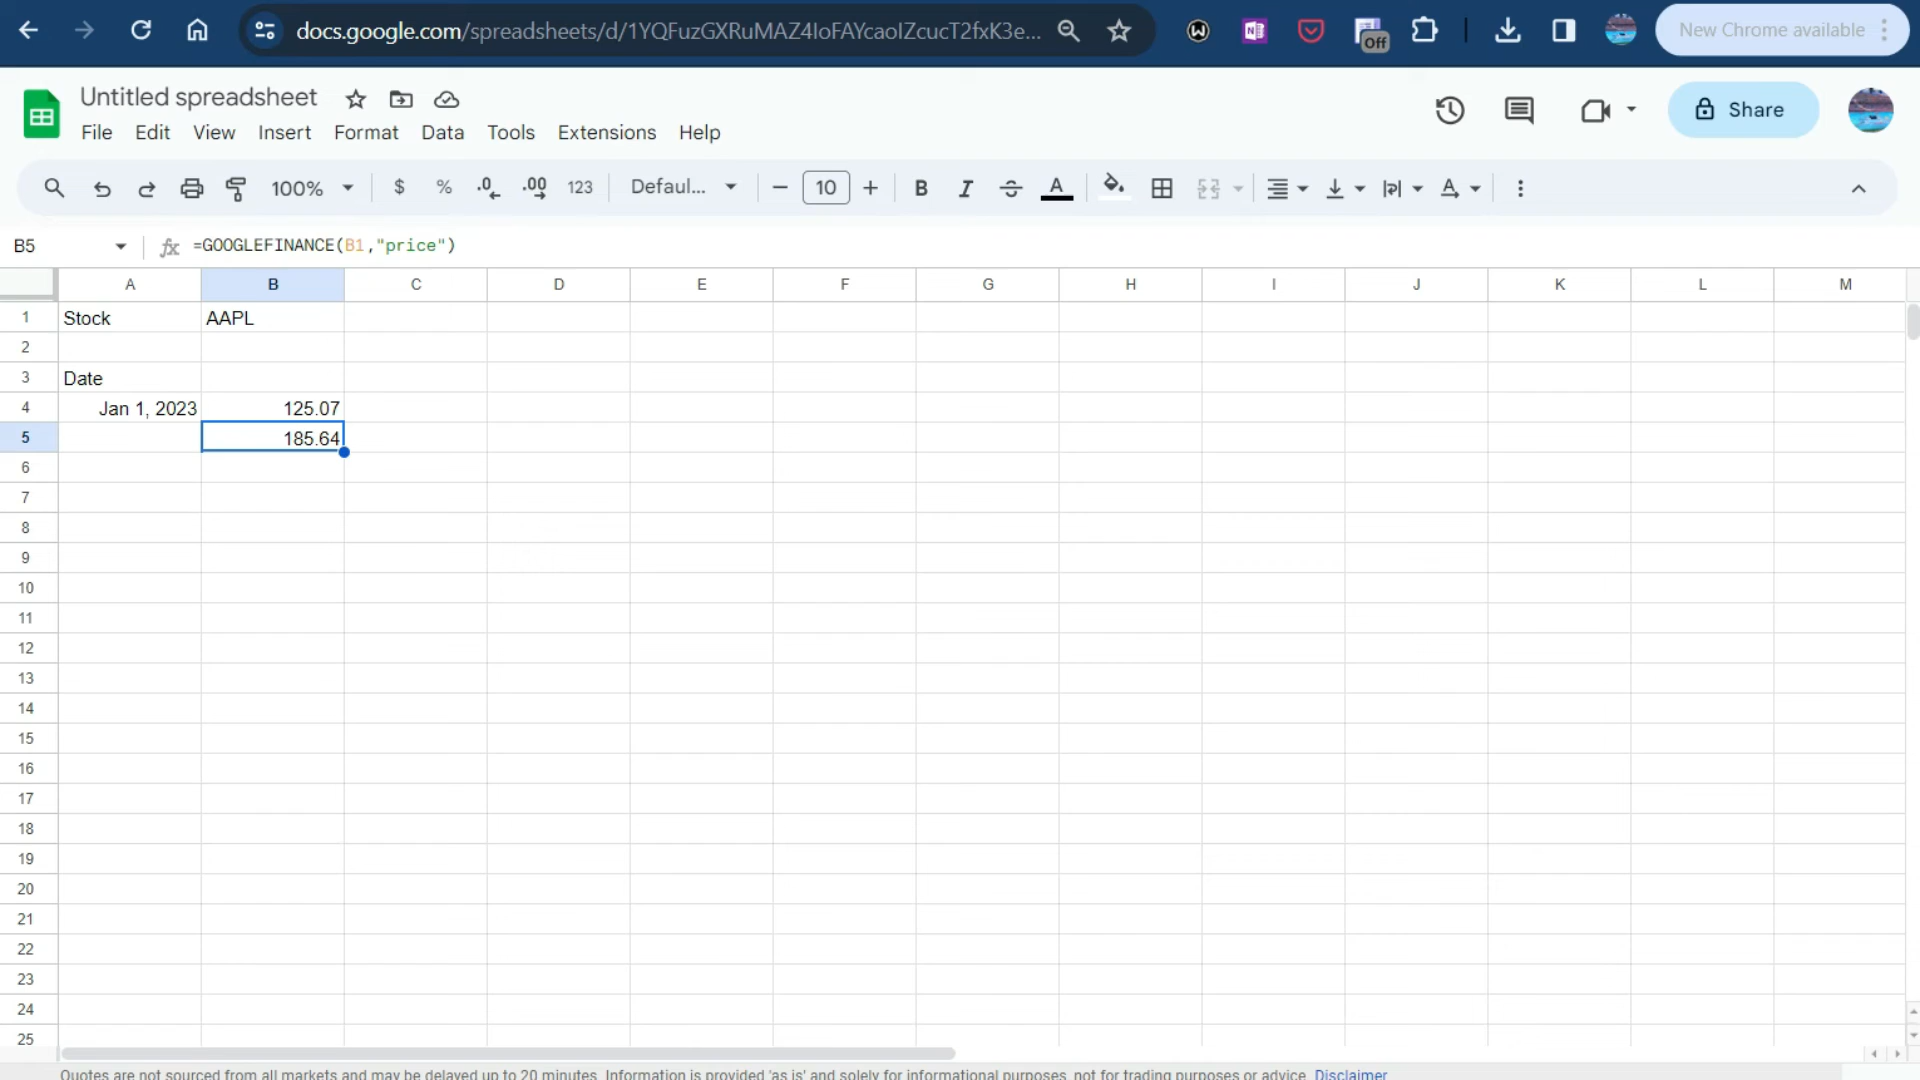 docs.google.com/spreadsheets/d/1YQFuzGXRuMAZ4IoFAYcaoIZcucT2fxK3e...
Off
New Chrome available
Untitled spreadsheet
File Edit View Insert Format Data Tools Extensions Help
Share
100% $ % .0 .00 123 Defaul... 10 B I A
B5 fx =GOOGLEFINANCE(B1,"price")
A B C D E F G H I J K L M
1 Stock AAPL
2
3 Date
4 Jan 1, 2023 125.07
5 185.64
6
7
8
9
10
11
12
13
14
15
16
17
18
19
20
21
22
23
24
25
Quotes are not sourced from all markets and may be delayed up to 20 minutes. Information is provided 'as is' and solely for informational purposes, not for trading purposes or advice. Disclaimer